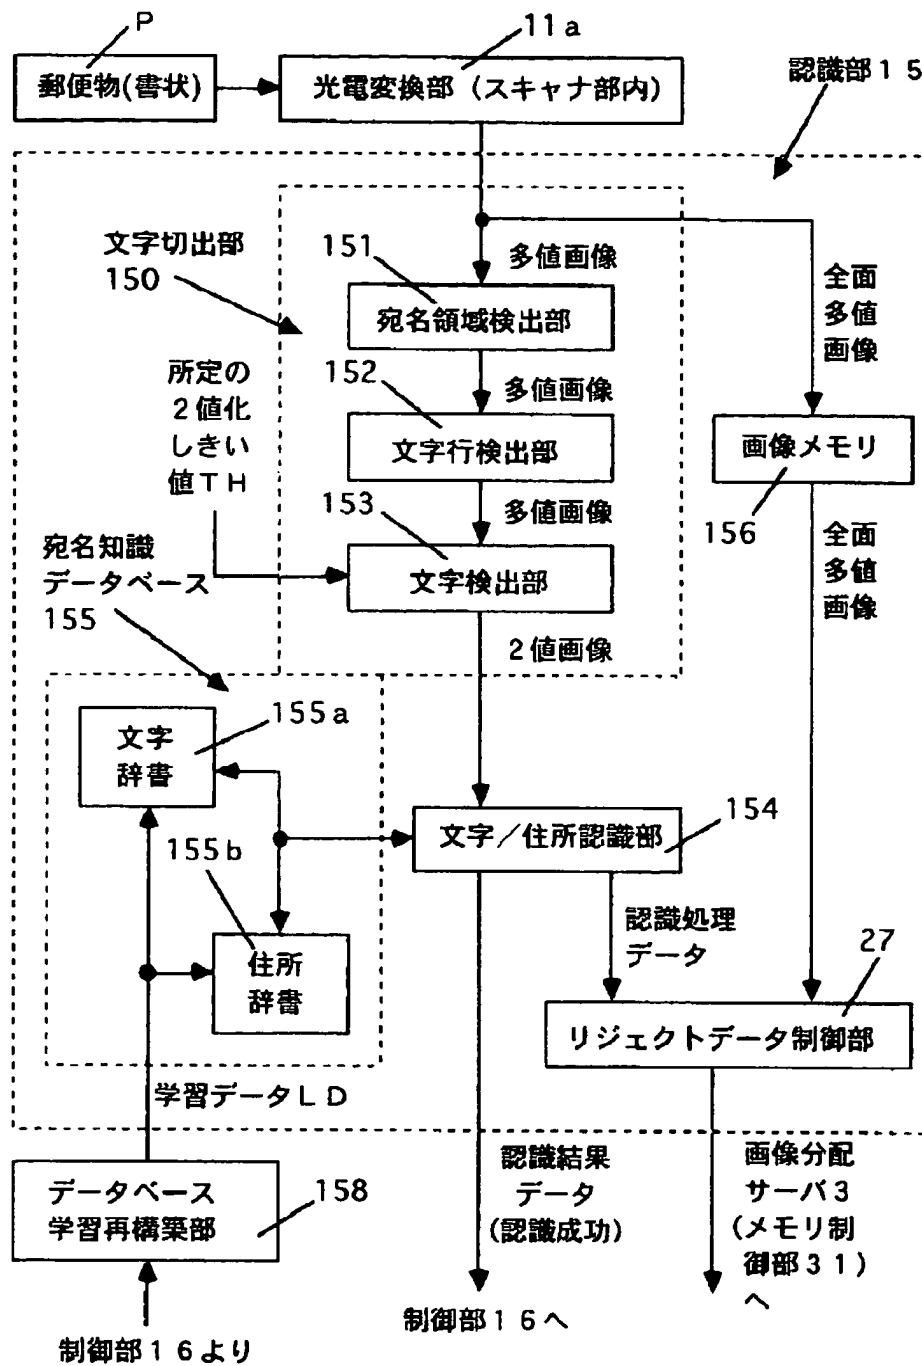 P
11a
郵便物(書状)
光電変換部(スキャナ部内)
認識部15
文字切出部
150
151
多値画像
宛名領域検出部
全面
多値
画像
所定の
2値化
しきい
値TH
152
多値画像
文字行検出部
画像メモリ
156
153
多値画像
文字検出部
全面
多値
画像
宛名知識
データベース
155
2値画像
155a
文字
辞書
文字/住所認識部
154
155b
住所
辞書
認識処理
データ
27
リジェクトデータ制御部
学習データLD
データベース
学習再構築部
158
認識結果
データ
(認識成功)
画像分配
サーバ3
(メモリ制
御部31)
へ
制御部16より
制御部16へ